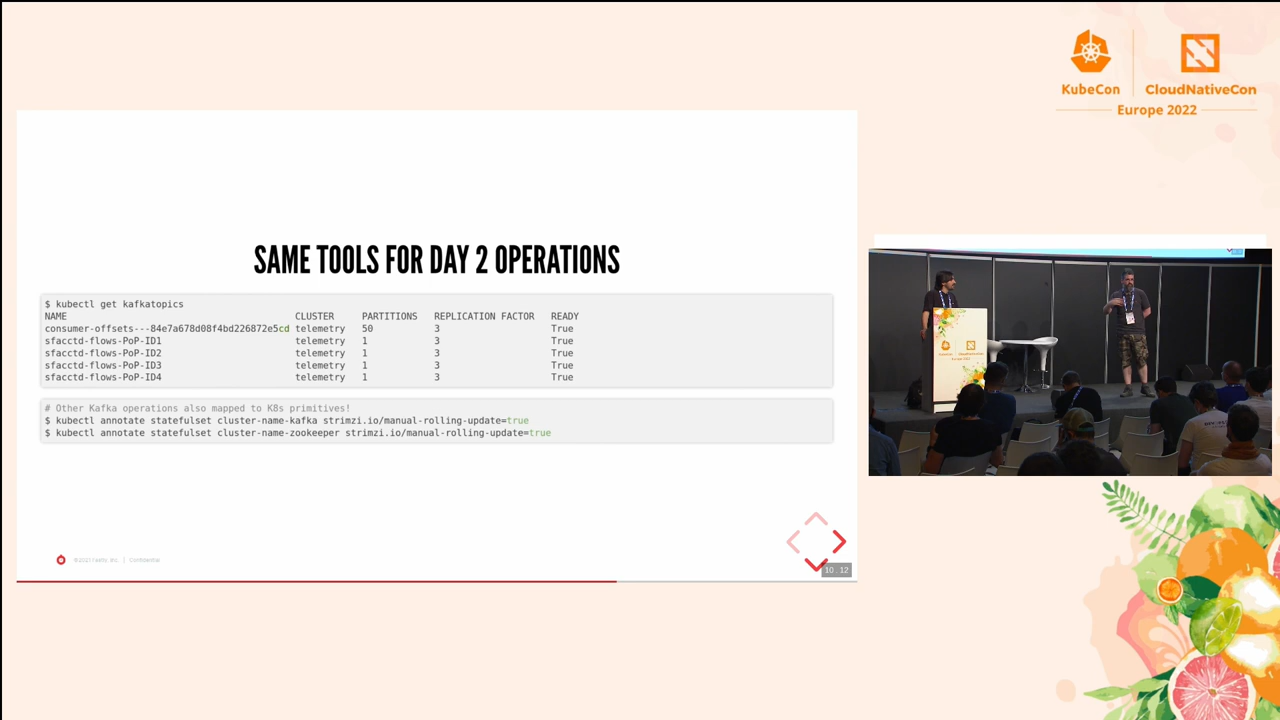 KubeCon
CloudNativeCon
Europe 2022
SAME TOOLS FOR DAY 2 OPERATIONS
$ kubectl get kafkatopics
NAME CLUSTER PARTITIONS REPLICATION FACTOR READY
consumer-offsets---84e7a678d08f4bd226872e5cd telemetry 50 3 True
sfacctd-flows-PoP-ID1 telemetry 1 3 True
sfacctd-flows-PoP-ID2 telemetry 1 3 True
sfacctd-flows-PoP-ID3 telemetry 1 3 True
sfacctd-flows-PoP-ID4 telemetry 1 3 True
# Other Kafka operations also mapped to K8s primitives!
$ kubectl annotate statefulset cluster-name-kafka strimzi.io/manual-rolling-update=true
$ kubectl annotate statefulset cluster-name-zookeeper strimzi.io/manual-rolling-update=true
10.12